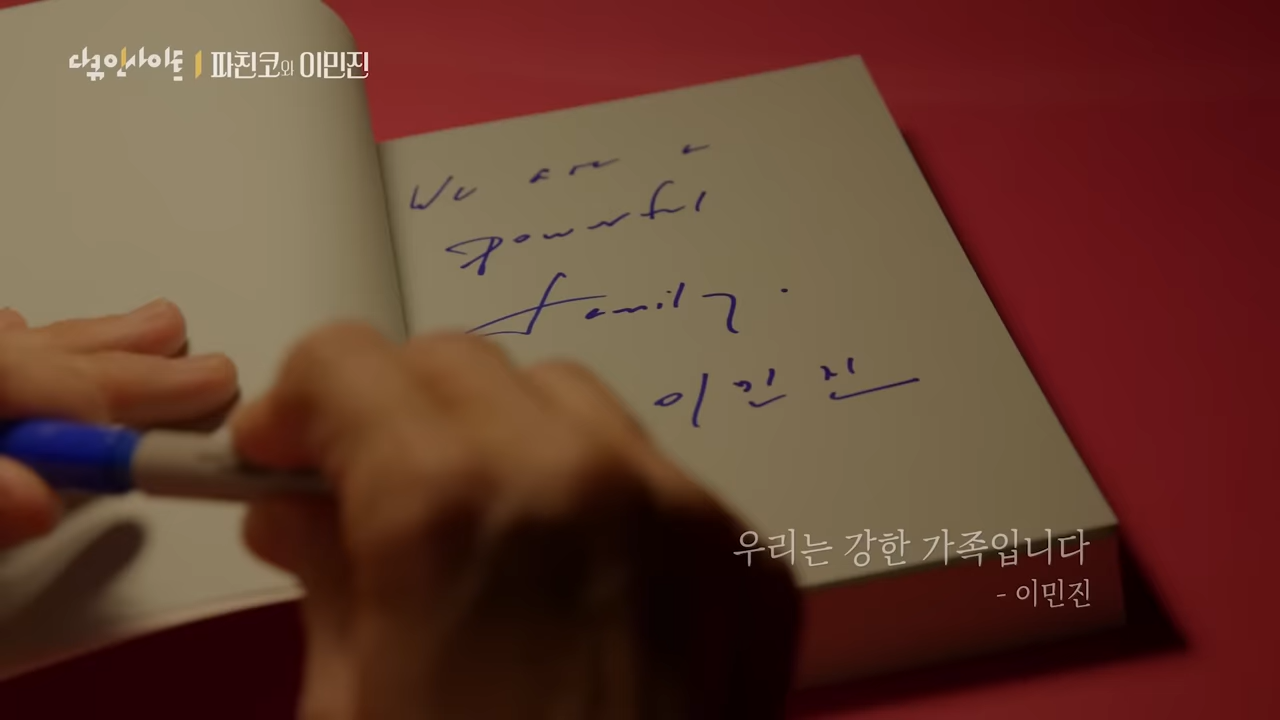 다큐인사이트 파친코와 이민진
We are a
powerful
family.
이민진
우리는 강한 가족입니다
- 이민진